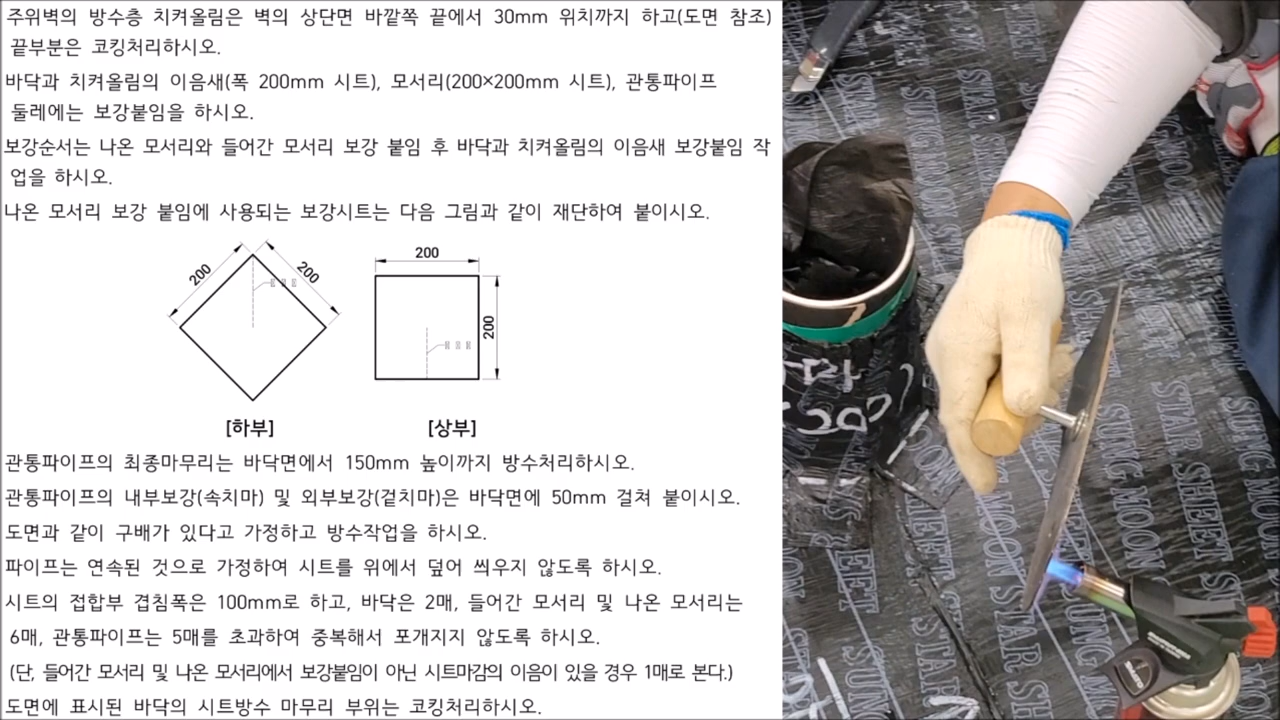 주위벽의 방수층 치켜올림은 벽의 상단면 바깥쪽 끝에서 30mm 위치까지 하고(도면 참조)
끝부분은 코킹처리하시오.
바닥과 치켜올림의 이음새(폭 200mm 시트), 모서리(200×200mm 시트), 관통파이프
둘레에는 보강붙임을 하시오.
보강순서는 나온 모서리와 들어간 모서리 보강 붙임 후 바닥과 치켜올림의 이음새 보강붙임 작
업을 하시오.
나온 모서리 보강 붙임에 사용되는 보강시트는 다음 그림과 같이 재단하여 붙이시오.
200
200
200
200
[하부]
[상부]
관통파이프의 최종마무리는 바닥면에서 150mm 높이까지 방수처리하시오.
관통파이프의 내부보강(속치마) 및 외부보강(겉치마)은 바닥면에 50mm 걸쳐 붙이시오.
도면과 같이 구배가 있다고 가정하고 방수작업을 하시오.
파이프는 연속된 것으로 가정하여 시트를 위에서 덮어 씌우지 않도록 하시오.
시트의 접합부 겹침폭은 100mm로 하고, 바닥은 2매, 들어간 모서리 및 나온 모서리는
6매, 관통파이프는 5매를 초과하여 중복해서 포개지지 않도록 하시오.
(단, 들어간 모서리 및 나온 모서리에서 보강붙임이 아닌 시트마감의 이음이 있을 경우 1매로 본다.)
도면에 표시된 바닥의 시트방수 마무리 부위는 코킹처리하시오.
STAR SHEET
SUNG MOON
STAR SHEET
SUNG MOON
STAR SHEET
SUNG MOON
200